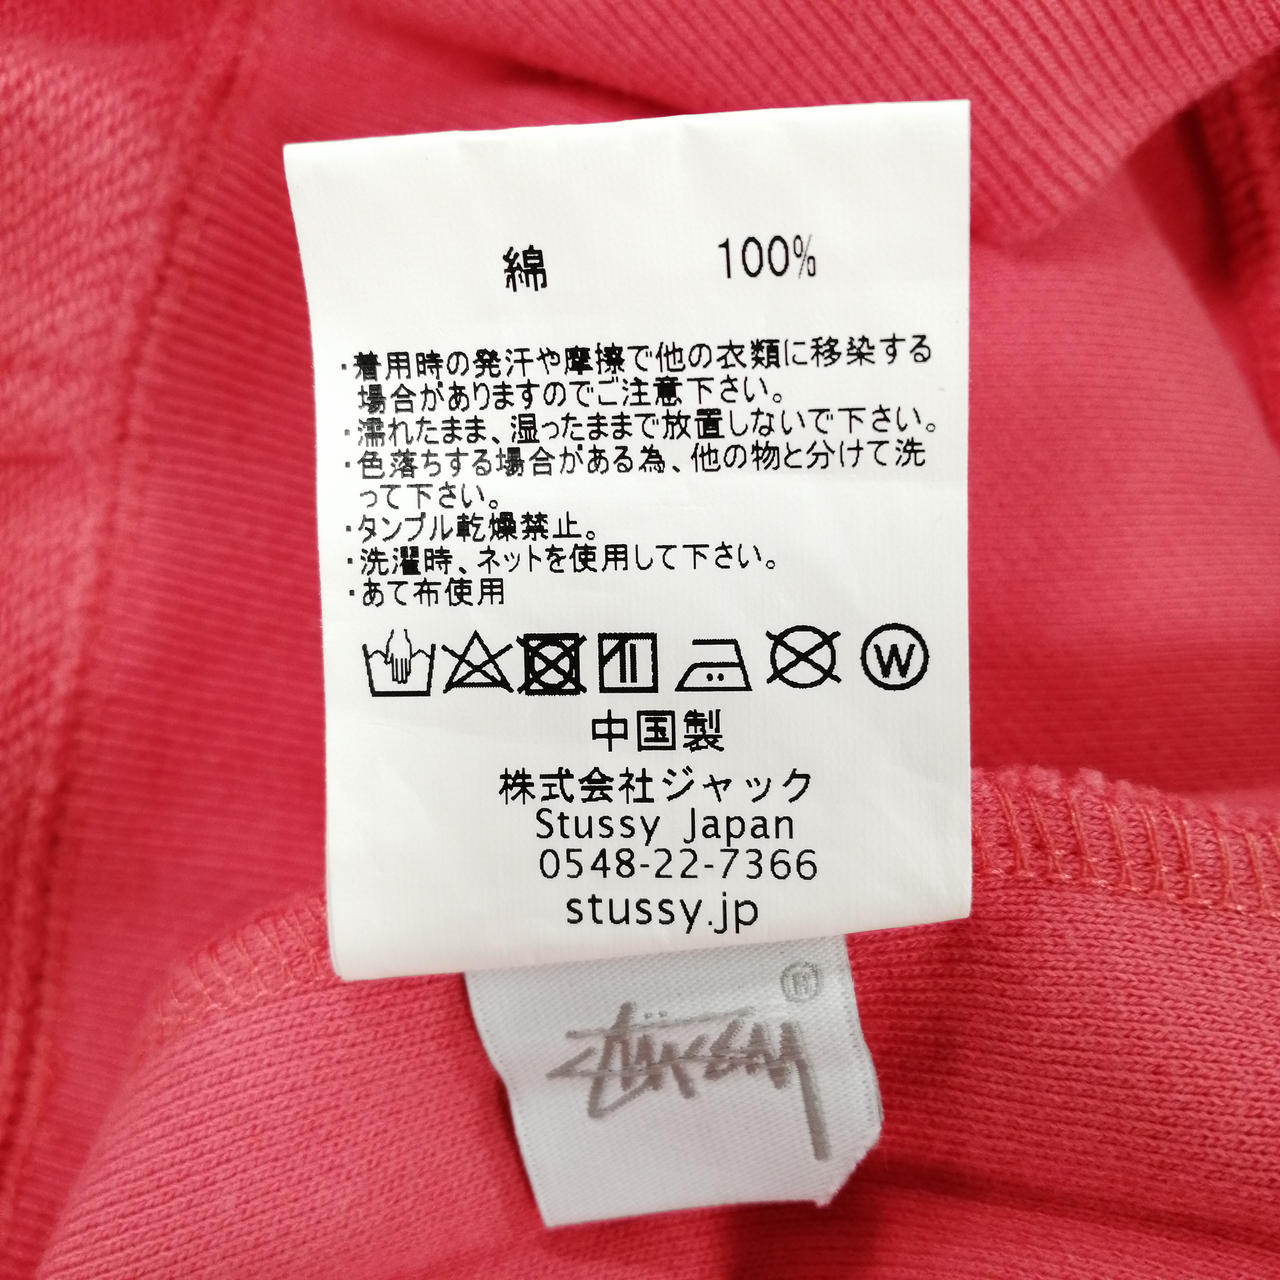 綿 100%
・着用時の発汗や摩擦で他の衣類に移染する
場合がありますのでご注意下さい。
・濡れたまま、湿ったままで放置しないで下さい。
・色落ちする場合がある為、他の物と分けて洗
って下さい。
・タンブル乾燥禁止。
・洗濯時、ネットを使用して下さい。
・あて布使用
W
中国製
株式会社ジャック
Stussy Japan
0548-22-7366
stussy.jp
®
Stüssy